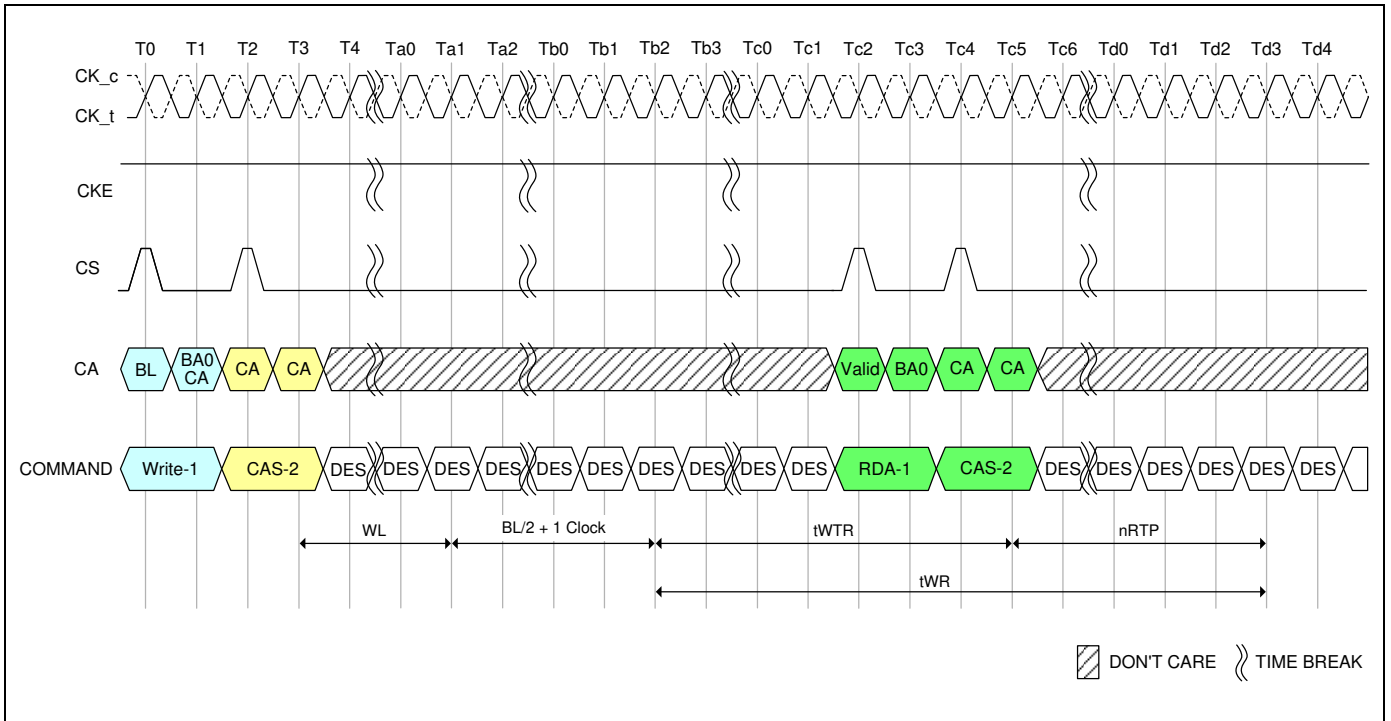 T0 T1 T2 T3 T4 Ta0 Ta1 Ta2 Tb0 Tb1 Tb2 Tb3 Tc0 Tc1 Tc2 Tc3 Tc4 Tc5 Tc6 Td0 Td1 Td2 Td3 Td4
CK_c
CK_t
CKE
CS
CA BL BA0 CA CA CA Valid BA0 CA CA
COMMAND Write-1 CAS-2 DES DES DES DES DES DES DES DES DES DES RDA-1 CAS-2 DES DES DES DES DES DES
WL BL/2 + 1 Clock tWTR nRTP
tWR
DON'T CARE TIME BREAK